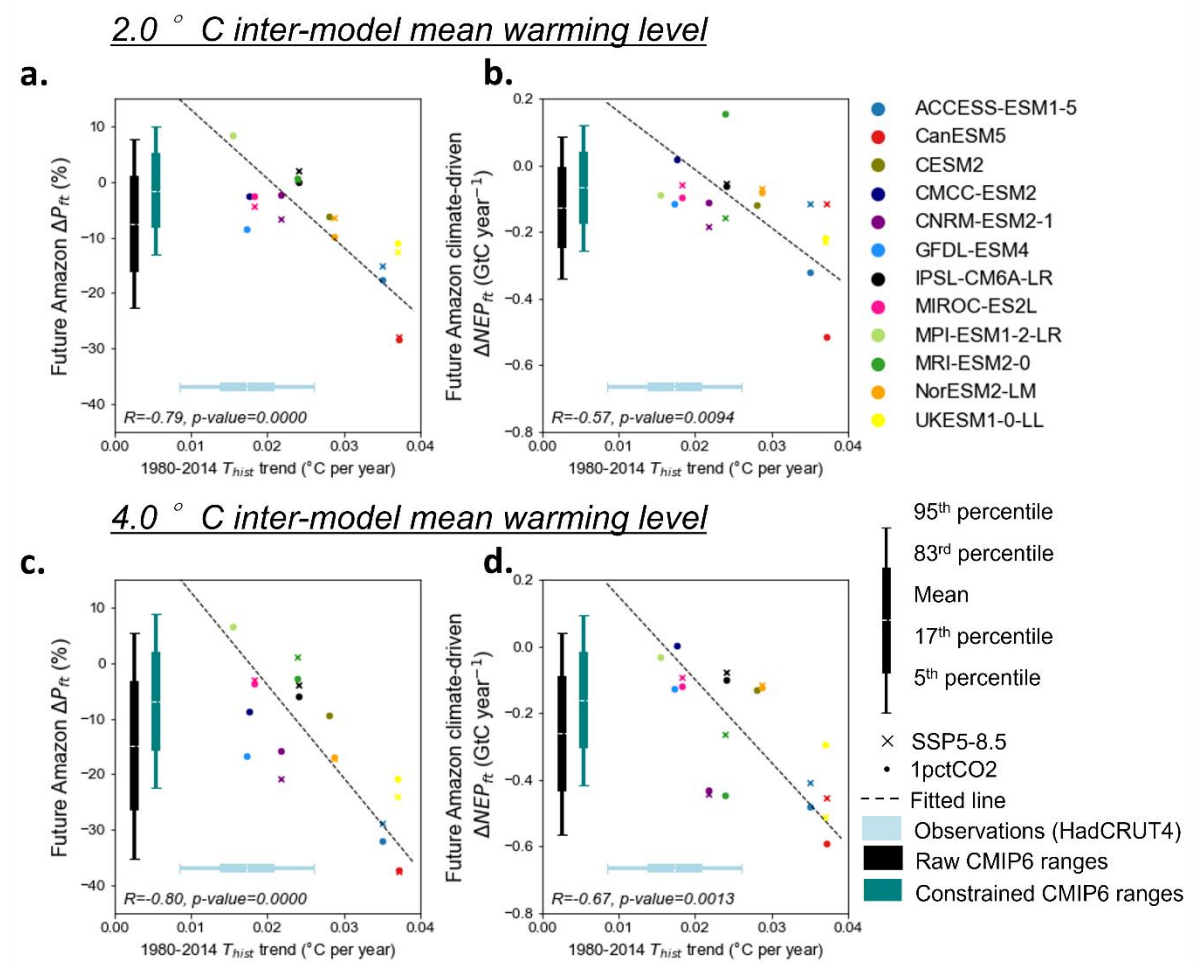 2.0 ° C inter-model mean warming level
a.
Future Amazon ΔP_ft (%)
10
0
−10
−20
−30
−40
R=-0.79, p-value=0.0000
0.00 0.01 0.02 0.03 0.04
1980-2014 T_hist trend (°C per year)
b.
Future Amazon climate-driven
ΔNEP_ft (GtC year⁻¹)
0.2
0.0
−0.2
−0.4
−0.6
−0.8
R=-0.57, p-value=0.0094
0.00 0.01 0.02 0.03 0.04
1980-2014 T_hist trend (°C per year)
ACCESS-ESM1-5
CanESM5
CESM2
CMCC-ESM2
CNRM-ESM2-1
GFDL-ESM4
IPSL-CM6A-LR
MIROC-ES2L
MPI-ESM1-2-LR
MRI-ESM2-0
NorESM2-LM
UKESM1-0-LL
4.0 ° C inter-model mean warming level
c.
Future Amazon ΔP_ft (%)
10
0
−10
−20
−30
−40
R=-0.80, p-value=0.0000
0.00 0.01 0.02 0.03 0.04
1980-2014 T_hist trend (°C per year)
d.
Future Amazon climate-driven
ΔNEP_ft (GtC year⁻¹)
0.2
0.0
−0.2
−0.4
−0.6
−0.8
R=-0.67, p-value=0.0013
0.00 0.01 0.02 0.03 0.04
1980-2014 T_hist trend (°C per year)
95th percentile
83rd percentile
Mean
17th percentile
5th percentile
SSP5-8.5
1pctCO2
Fitted line
Observations (HadCRUT4)
Raw CMIP6 ranges
Constrained CMIP6 ranges